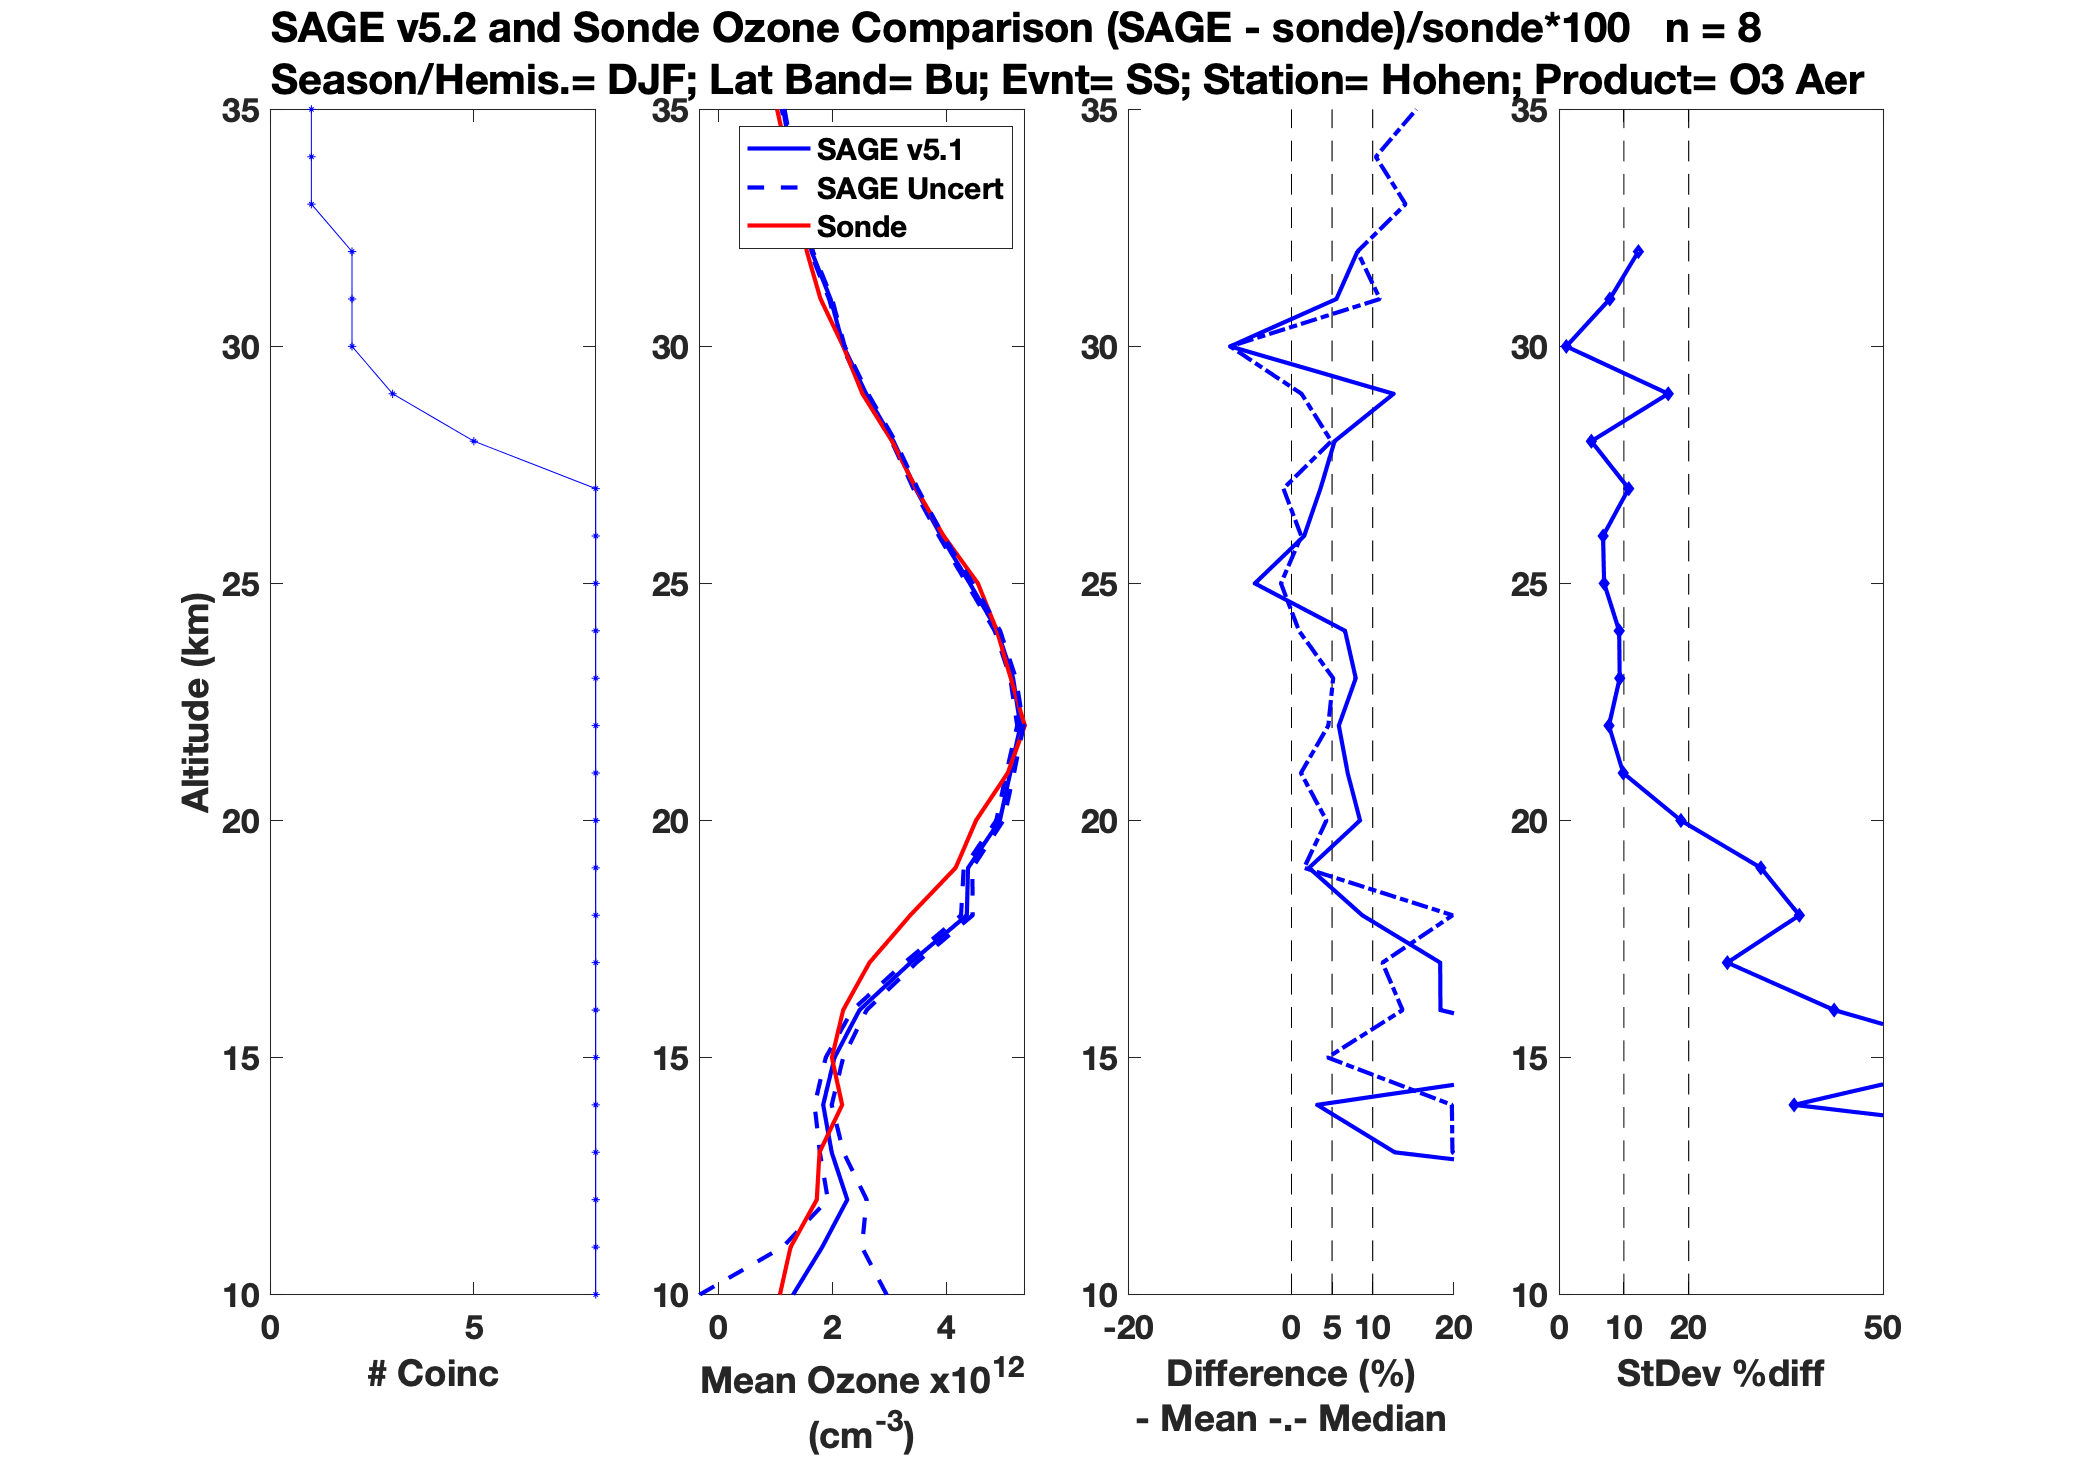 SAGE v5.2 and Sonde Ozone Comparison (SAGE - sonde)/sonde*100 n = 8
Season/Hemis.= DJF; Lat Band= Bu; Evnt= SS; Station= Hohen; Product= O3 Aer
35 35 35 35
SAGE v5.1
SAGE Uncert
Sonde
30 30 30 30
25 25 25 25
Altitude (km)
20 20 20 20
15 15 15 15
10 10 10 10
0 5 0 2 4 -20 0 5 10 20 0 10 20 50
# Coinc Mean Ozone x10^12 Difference (%) StDev %diff
(cm^-3) - Mean -.- Median